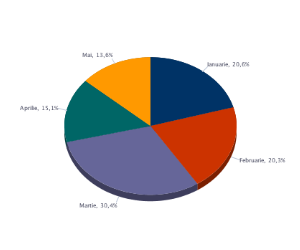 Mai, 13,6%
Ianuarie, 20,6%
Aprilie, 15,1%
Februarie, 20,3%
Martie, 30,4%